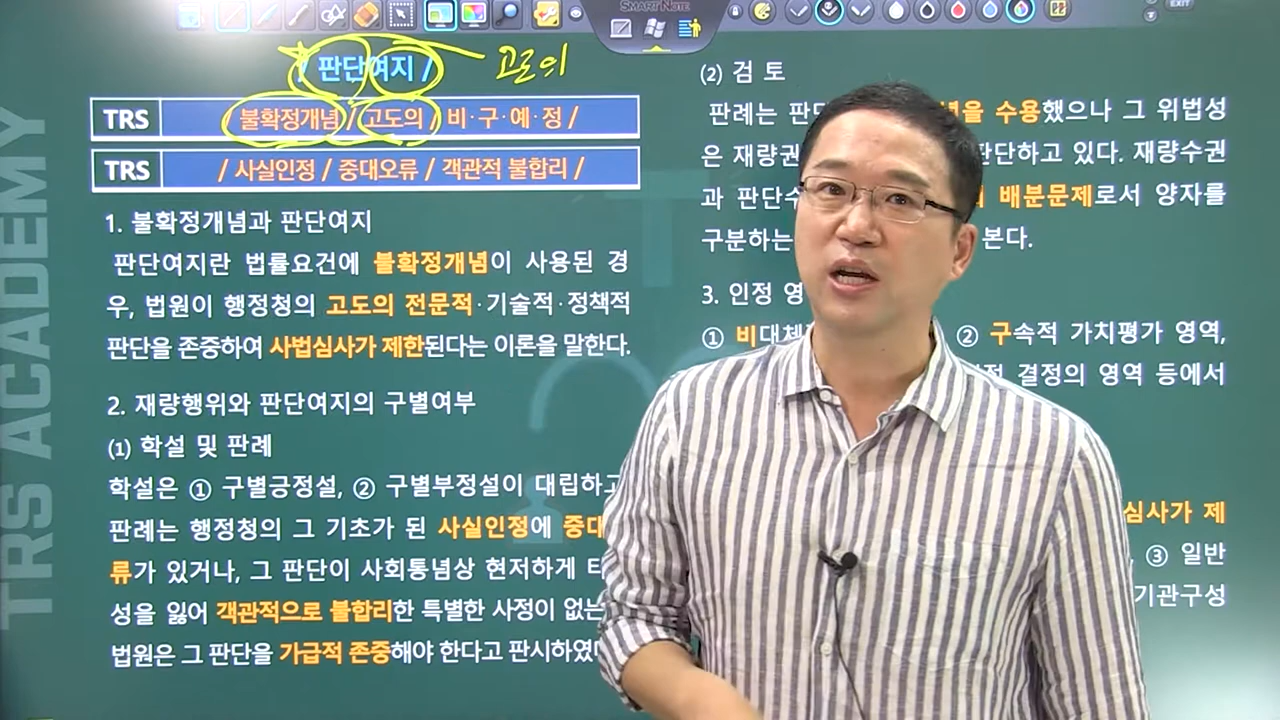 SMART NOTE
EXIT
/ 판단여지 /
고도의
TRS / 불확정개념 / 고도의 / 비·구·예·정 /
TRS / 사실인정 / 중대오류 / 객관적 불합리 /
1. 불확정개념과 판단여지
판단여지란 법률요건에 불확정개념이 사용된 경
우, 법원이 행정청의 고도의 전문적·기술적·정책적
판단을 존중하여 사법심사가 제한된다는 이론을 말한다.
2. 재량행위와 판단여지의 구별여부
(1) 학설 및 판례
학설은 ① 구별긍정설, ② 구별부정설이 대립하고
판례는 행정청의 그 기초가 된 사실인정에 중대
류가 있거나, 그 판단이 사회통념상 현저하게 타
성을 잃어 객관적으로 불합리한 특별한 사정이 없는
법원은 그 판단을 가급적 존중해야 한다고 판시하였
(2) 검 토
판례는 을 수용했으나 그 위법성
은 재량권 판단하고 있다. 재량수권
과 판단수 배분문제로서 양자를
구분하는 본다.
3. 인정 영
① 비대체 ② 구속적 가치평가 영역,
결정의 영역 등에서
심사가 제
③ 일반
기관구성
TRS ACADEMY